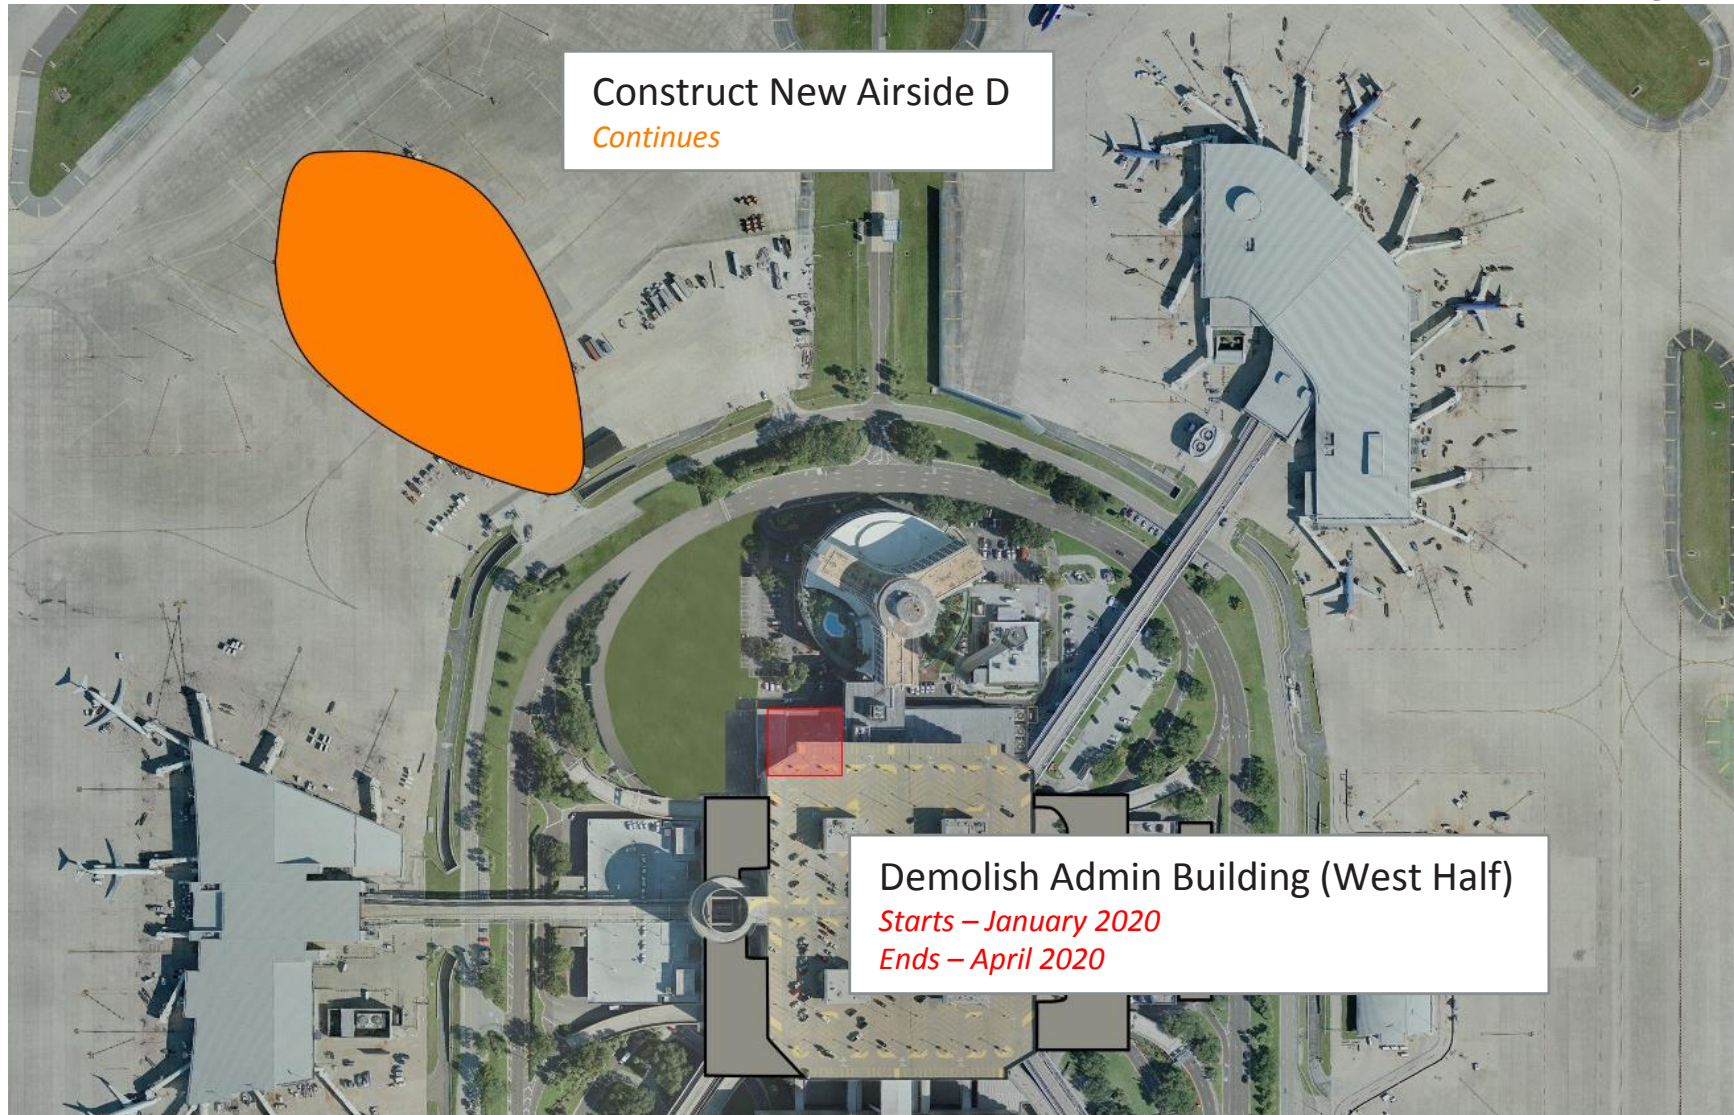 Construct New Airside D
Continues
Demolish Admin Building (West Half)
Starts – January 2020
Ends – April 2020